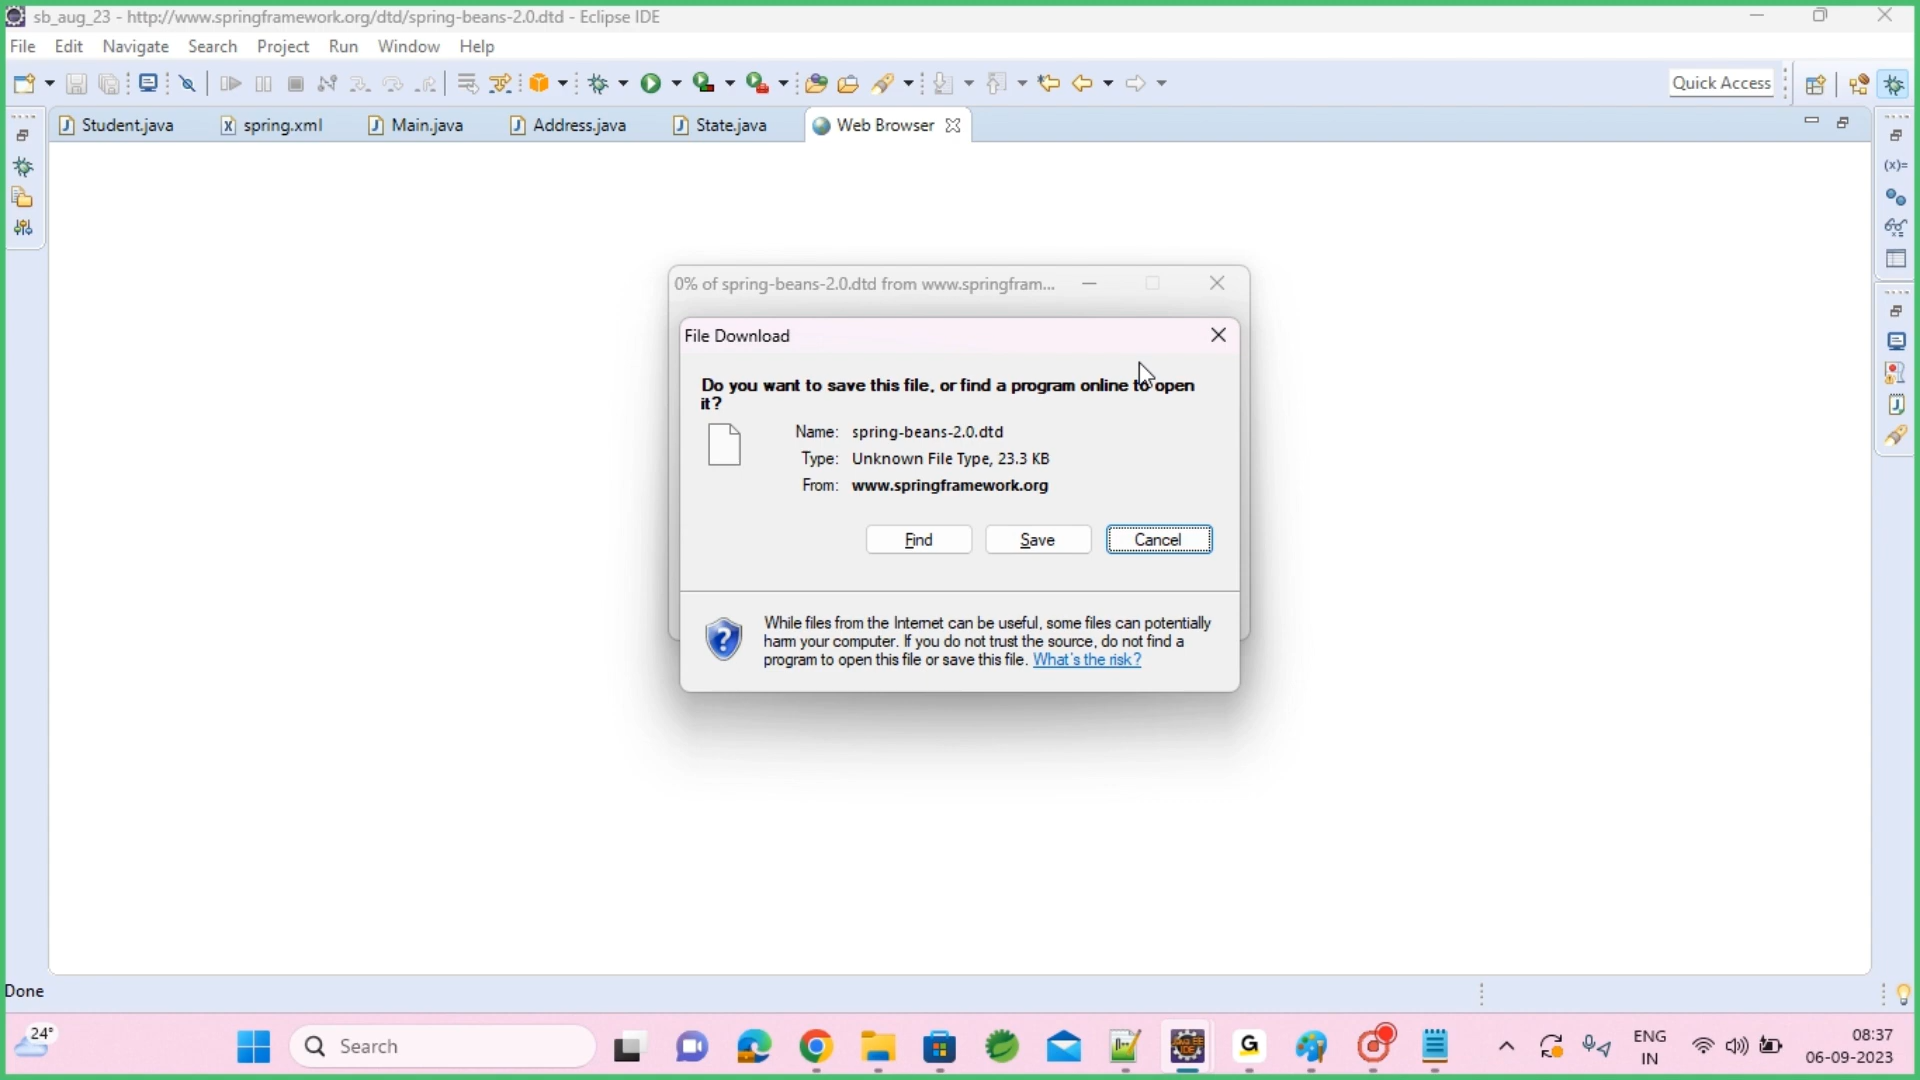 sb_aug_23 - http://www.springframework.org/dtd/spring-beans-2.0.dtd - Eclipse IDE
File Edit Navigate Search Project Run Window Help
Quick Access
Student.java spring.xml Main.java Address.java State.java Web Browser
0% of spring-beans-2.0.dtd from www.springfram...
File Download
Do you want to save this file, or find a program online to open
it?
Name: spring-beans-2.0.dtd
Type: Unknown File Type, 23.3 KB
From: www.springframework.org
Find Save Cancel
While files from the Internet can be useful, some files can potentially
harm your computer. If you do not trust the source, do not find a
program to open this file or save this file. What's the risk?
Done
24°
Search
ENG
IN
08:37
06-09-2023